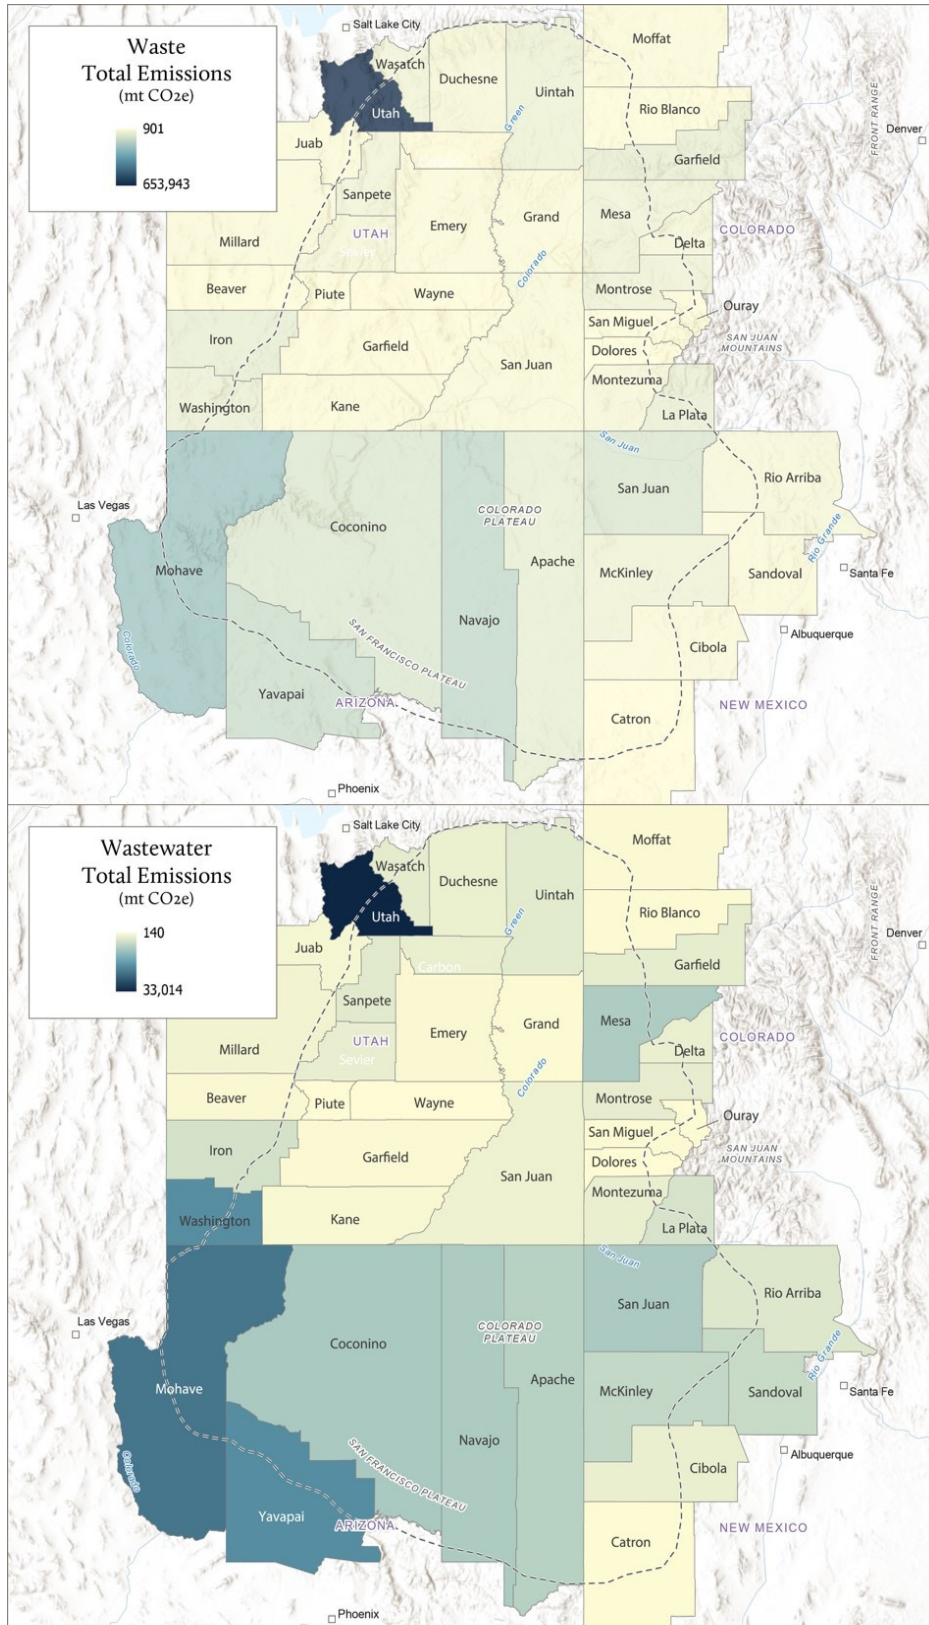 Waste
Total Emissions
(mt CO2e)
901
653,943
Salt Lake City
Wasatch
Duchesne
Uintah
Green
Moffat
Rio Blanco
FRONT RANGE
Denver
Utah
Juab
Garfield
Sanpete
Emery
Grand
Mesa
UTAH
Sevier
COLORADO
Millard
Delta
Colorado
Beaver
Piute
Wayne
Montrose
Ouray
San Miguel
SAN JUAN
MOUNTAINS
Iron
Garfield
San Juan
Dolores
Montezuma
Washington
Kane
La Plata
San Juan
Rio Arriba
Las Vegas
San Juan
Coconino
COLORADO
PLATEAU
Rio Grande
Mohave
Apache
McKinley
Sandoval
Santa Fe
Navajo
Albuquerque
Colorado
SAN FRANCISCO PLATEAU
Cibola
Yavapai
ARIZONA
NEW MEXICO
Catron
Phoenix
Wastewater
Total Emissions
(mt CO2e)
140
33,014
Salt Lake City
Wasatch
Duchesne
Uintah
Green
Moffat
Rio Blanco
FRONT RANGE
Denver
Utah
Juab
Carbon
Garfield
Sanpete
Emery
Grand
Mesa
UTAH
Sevier
COLORADO
Millard
Delta
Colorado
Beaver
Piute
Wayne
Montrose
Ouray
San Miguel
SAN JUAN
MOUNTAINS
Iron
Garfield
San Juan
Dolores
Montezuma
Washington
Kane
La Plata
San Juan
Rio Arriba
Las Vegas
San Juan
Coconino
COLORADO
PLATEAU
Rio Grande
Mohave
Apache
McKinley
Sandoval
Santa Fe
Navajo
Albuquerque
Colorado
SAN FRANCISCO PLATEAU
Cibola
Yavapai
ARIZONA
NEW MEXICO
Catron
Phoenix